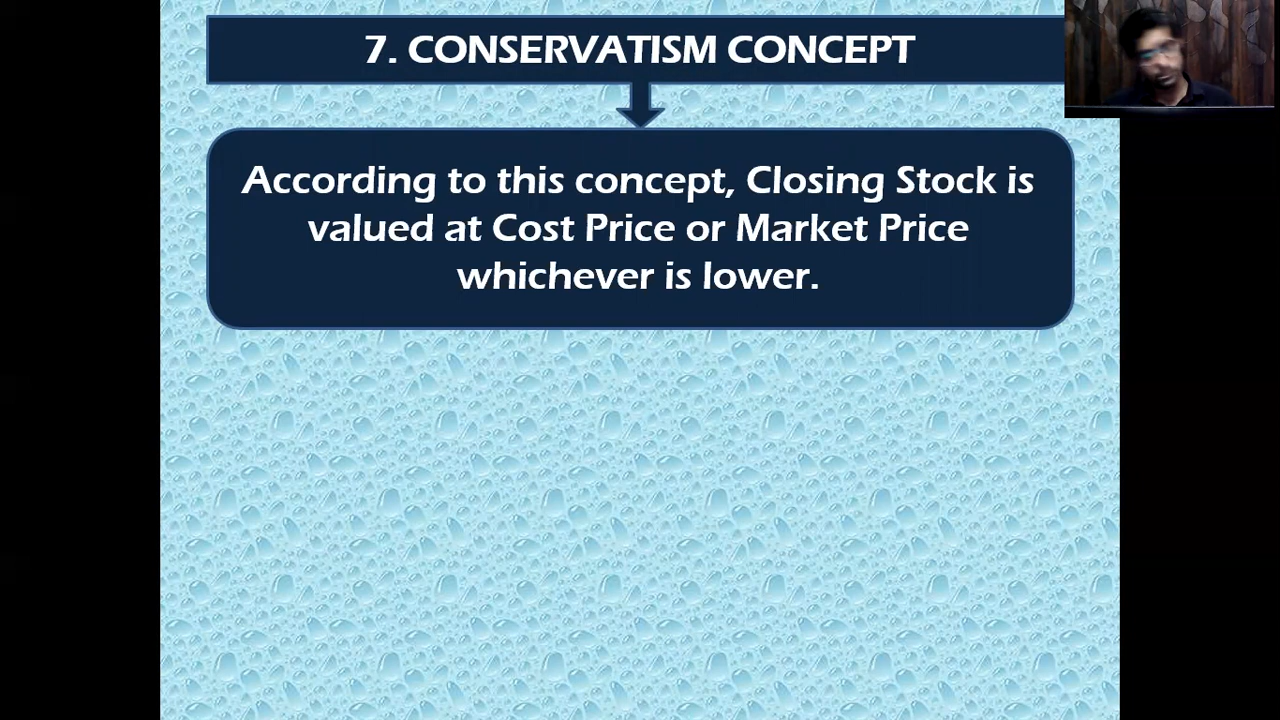 7. CONSERVATISM CONCEPT
According to this concept, Closing Stock is
valued at Cost Price or Market Price
whichever is lower.